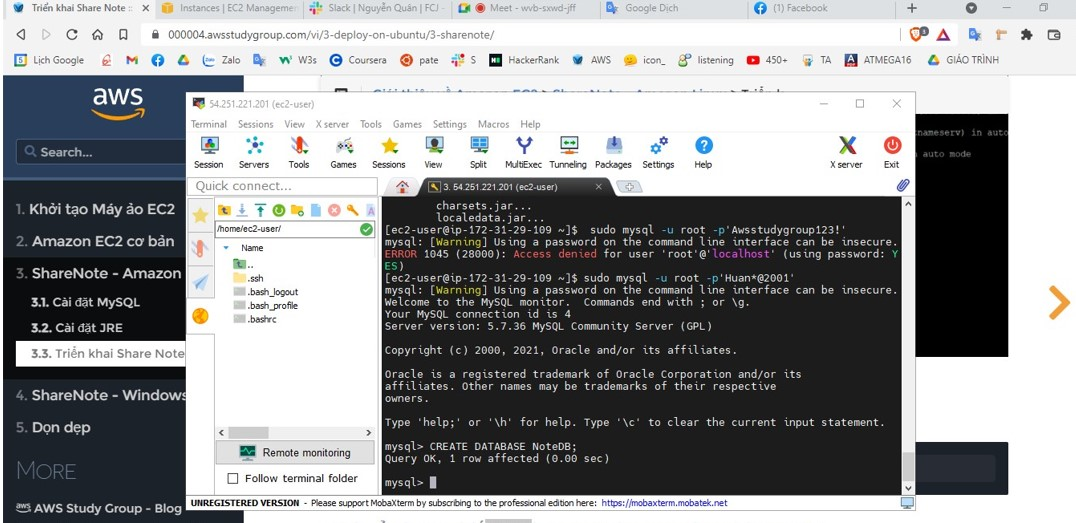 Triển khai Share Note ::
Instances | EC2 Managemer
Slack | Nguyễn Quân | FCJ -
Meet - wvb-sxwd-jff
Google Dịch
(1) Facebook
000004.awsstudygroup.com/vi/3-deploy-on-ubuntu/3-sharenote/
Lịch Google
Zalo
W3s
Coursera
pate
S
HackerRank
AWS
icon_
listening
450+
TA
ATMEGA16
GIÁO TRÌNH
aws
Search...
1. Khởi tạo Máy ảo EC2
2. Amazon EC2 cơ bản
3. ShareNote - Amazon
3.1. Cài đặt MySQL
3.2. Cài đặt JRE
3.3. Triển khai Share Note
4. ShareNote - Windows
5. Dọn dẹp
MORE
aws AWS Study Group - Blog
nameserv) in auto
auto mode
54.251.221.201 (ec2-user)
Terminal Sessions View X server Tools Games Settings Macros Help
Session Servers Tools Games Sessions View Split MultiExec Tunneling Packages Settings Help X server Exit
Quick connect...
3. 54.251.221.201 (ec2-user)
/home/ec2-user/
Name
..
.ssh
.bash_logout
.bash_profile
.bashrc
Remote monitoring
Follow terminal folder
charsets.jar...
localedata.jar...
[ec2-user@ip-172-31-29-109 ~]$  sudo mysql -u root -p'Awsstudygroup123!'
mysql: [Warning] Using a password on the command line interface can be insecure.
ERROR 1045 (28000): Access denied for user 'root'@'localhost' (using password: Y
ES)
[ec2-user@ip-172-31-29-109 ~]$ sudo mysql -u root -p'Huan*@2001'
mysql: [Warning] Using a password on the command line interface can be insecure.
Welcome to the MySQL monitor.  Commands end with ; or \g.
Your MySQL connection id is 4
Server version: 5.7.36 MySQL Community Server (GPL)
Copyright (c) 2000, 2021, Oracle and/or its affiliates.
Oracle is a registered trademark of Oracle Corporation and/or its
affiliates. Other names may be trademarks of their respective
owners.
Type 'help;' or '\h' for help. Type '\c' to clear the current input statement.
mysql> CREATE DATABASE NoteDB;
Query OK, 1 row affected (0.00 sec)
mysql>
UNREGISTERED VERSION - Please support MobaXterm by subscribing to the professional edition here: https://mobaxterm.mobatek.net